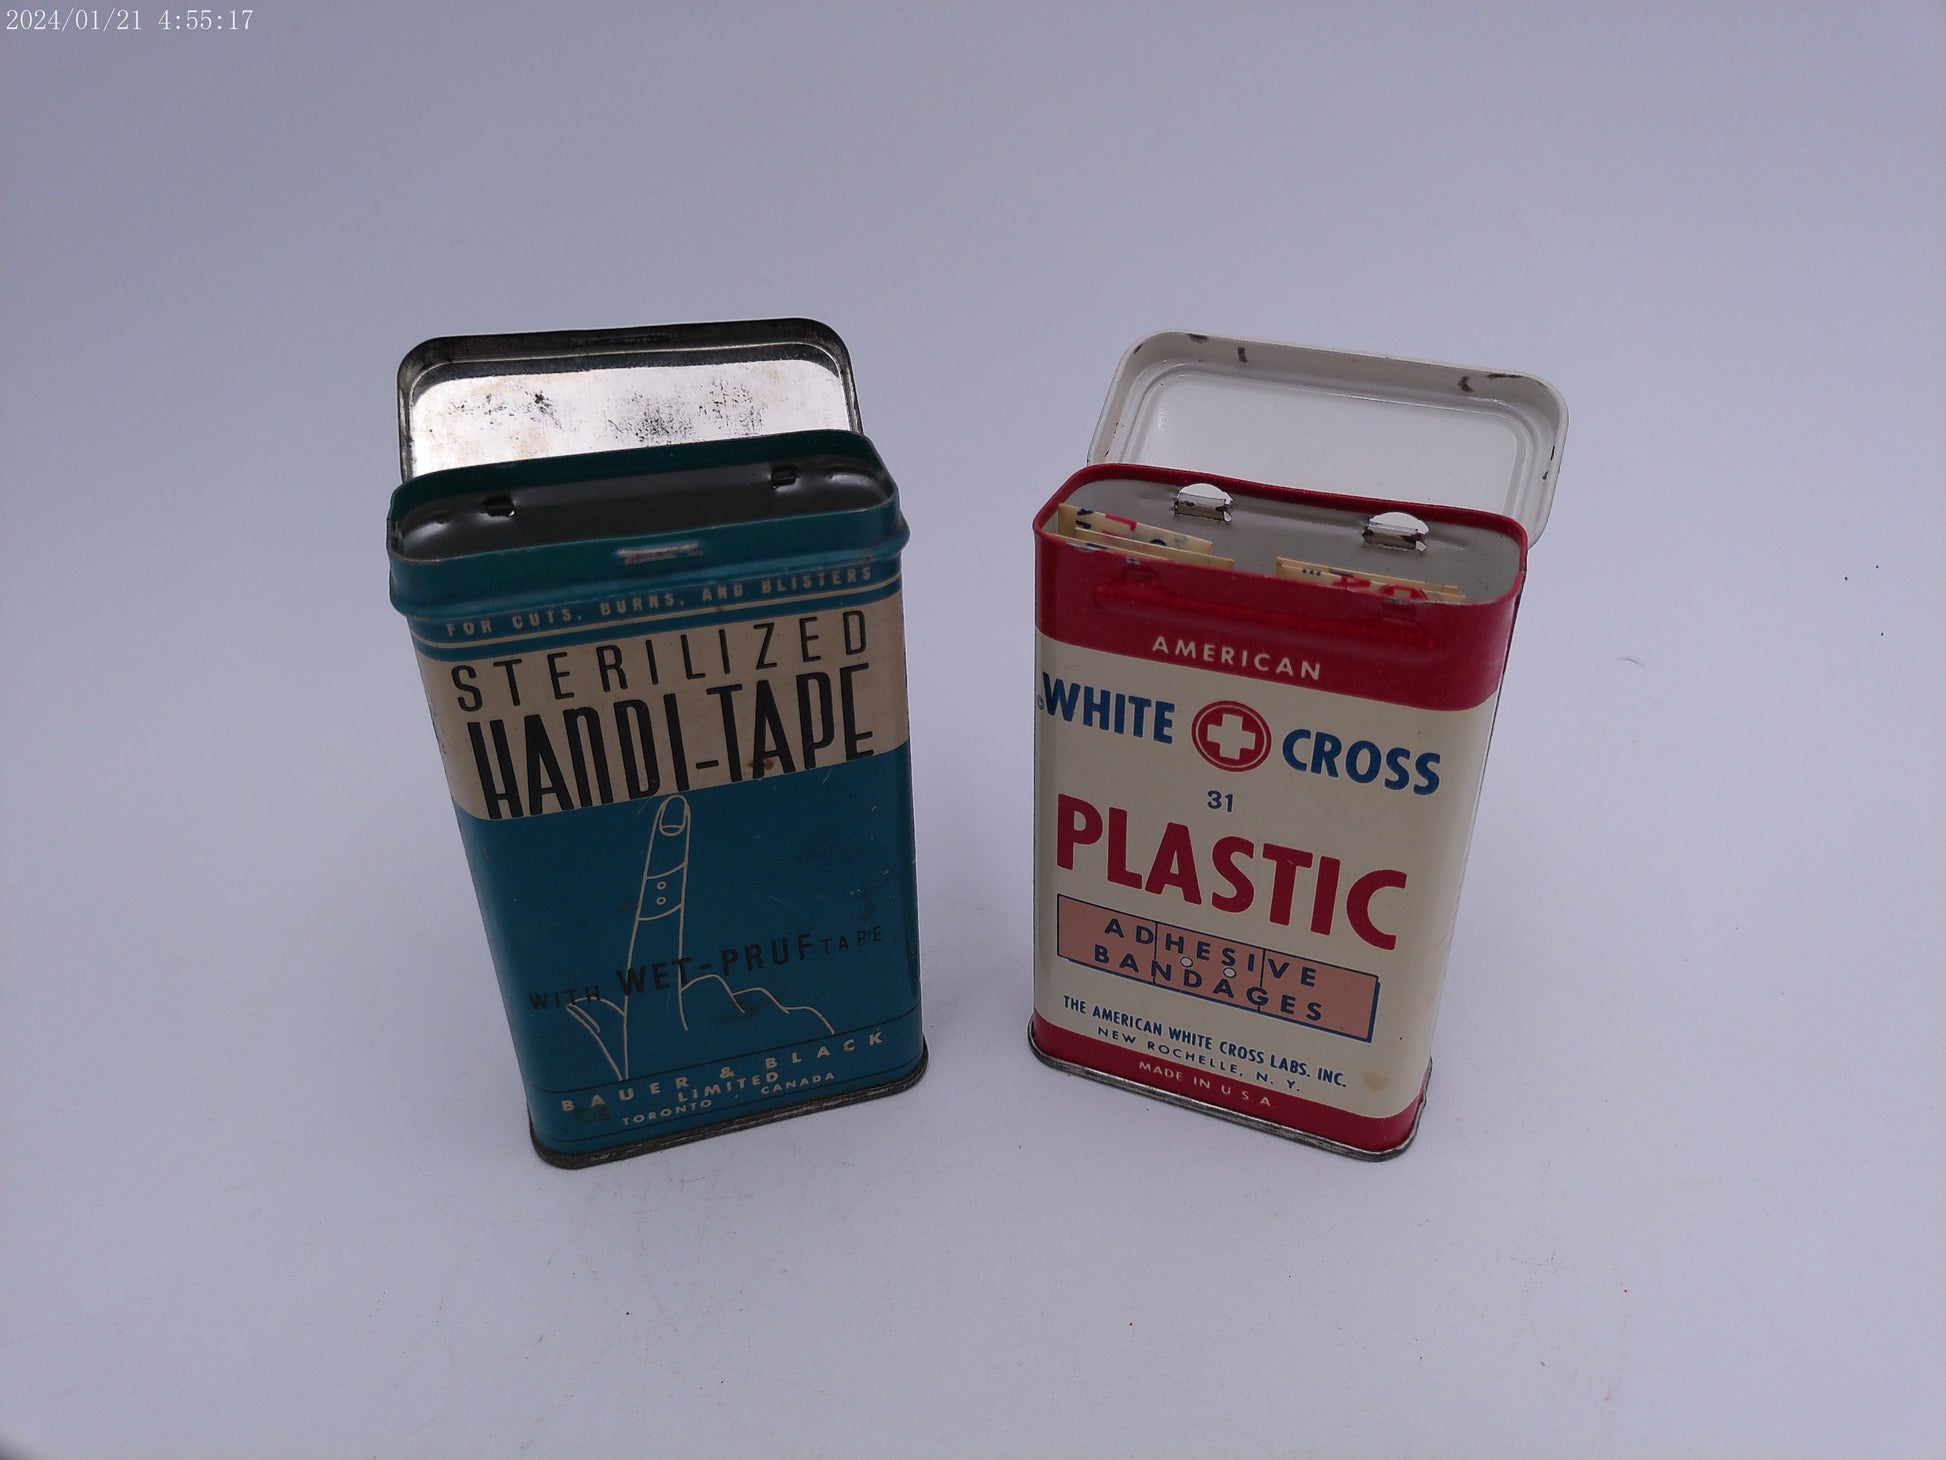 2024/01/21 4:55:17
FOR CUTS, BURNS, AND BLISTERS
STERILIZED
HANDI-TAPE
WITH WET-PRUF TAPE
BAUER & BLACK
LIMITED
TORONTO · CANADA
AMERICAN
WHITE CROSS
31
PLASTIC
ADHESIVE
BANDAGES
THE AMERICAN WHITE CROSS LABS. INC.
NEW ROCHELLE, N. Y.
MADE IN U.S.A.